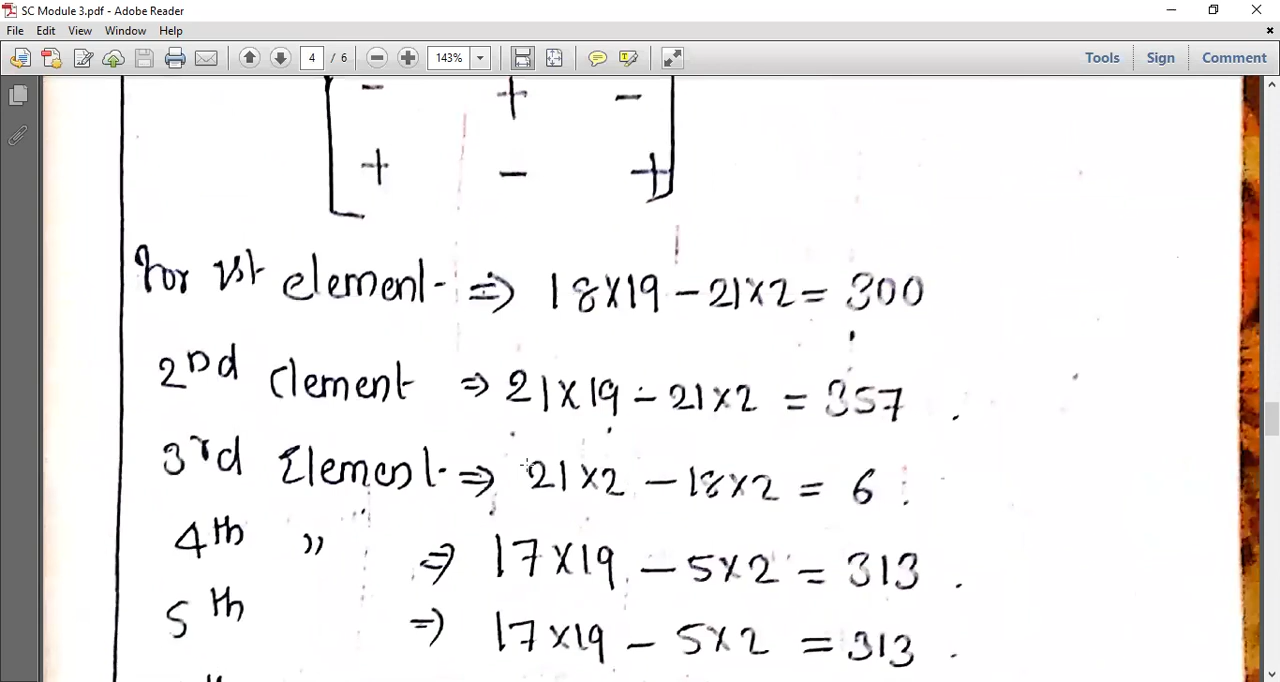 SC Module 3.pdf - Adobe Reader
File Edit View Window Help
4 / 6 143% Tools Sign Comment
- + -
+ - +
For 1st element ⇒ 18×19 - 21×2 = 300
2nd element ⇒ 21×19 - 21×2 = 357 .
3rd Element ⇒ 21×2 - 18×2 = 6 .
4th " ⇒ 17×19 - 5×2 = 313 .
5th ⇒ 17×19 - 5×2 = 313 .